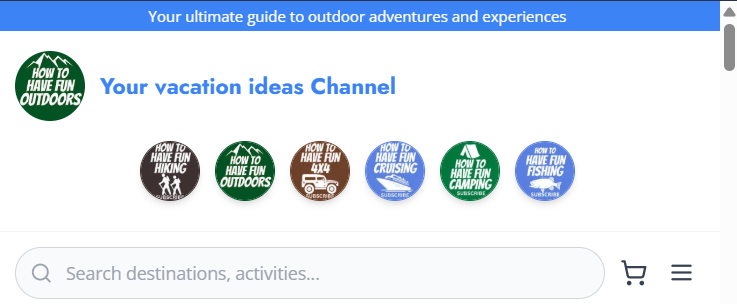 Your ultimate guide to outdoor adventures and experiences
HOW TO
HAVE FUN
OUTDOORS
Your vacation ideas Channel
HOW TO
HAVE FUN
HIKING
SUBSCRIBE
HOW TO
HAVE FUN
OUTDOORS
HOW TO
HAVE FUN
4X4
SUBSCRIBE
HOW TO
HAVE FUN
CRUISING
SUBSCRIBE
HOW TO
HAVE FUN
CAMPING
SUBSCRIBE
HOW TO
HAVE FUN
FISHING
SUBSCRIBE
Search destinations, activities...